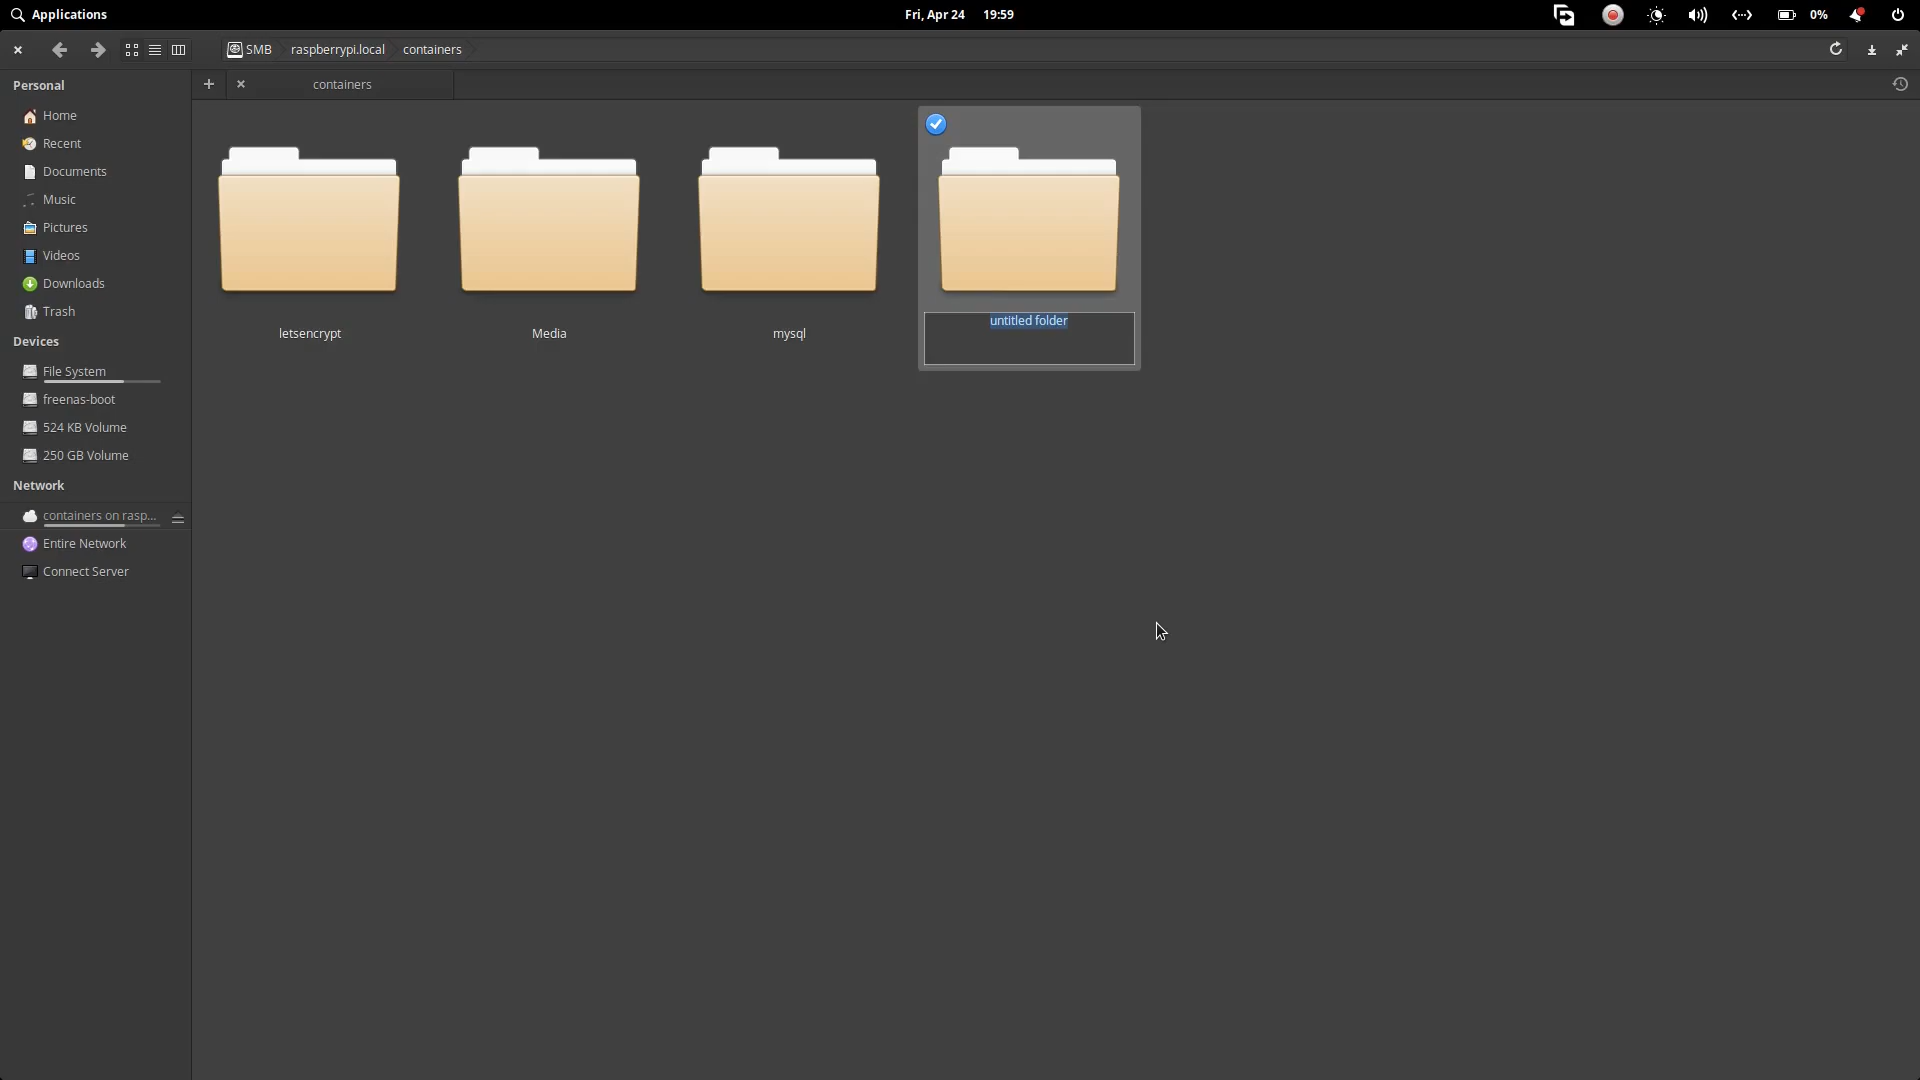 Applications
Fri, Apr 24 19:59
0%
SMB raspberrypi.local containers
containers
Personal
Home
Recent
Documents
Music
Pictures
Videos
Downloads
Trash
Devices
File System
freenas-boot
524 KB Volume
250 GB Volume
Network
containers on rasp...
Entire Network
Connect Server
letsencrypt
Media
mysql
untitled folder